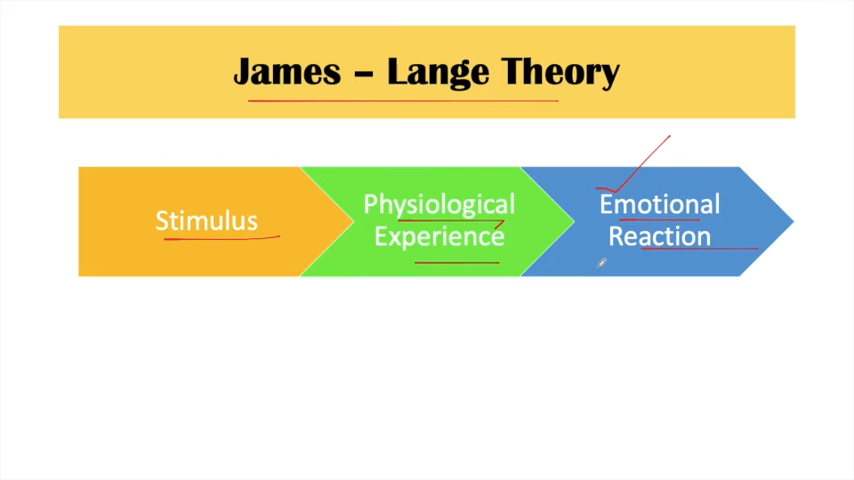 James – Lange Theory
Stimulus
Physiological
Experience
Emotional
Reaction